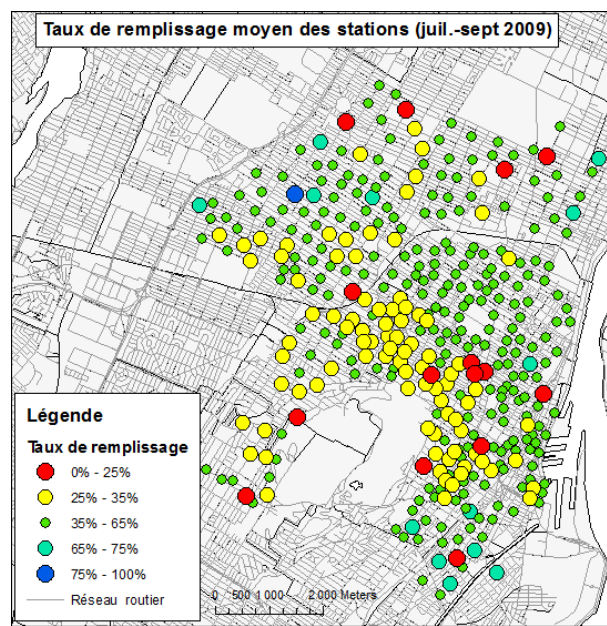 Taux de remplissage moyen des stations (juil.-sept 2009)
Légende
Taux de remplissage
0% - 25%
25% - 35%
35% - 65%
65% - 75%
75% - 100%
Réseau routier
0 500 1 000 2 000 Meters